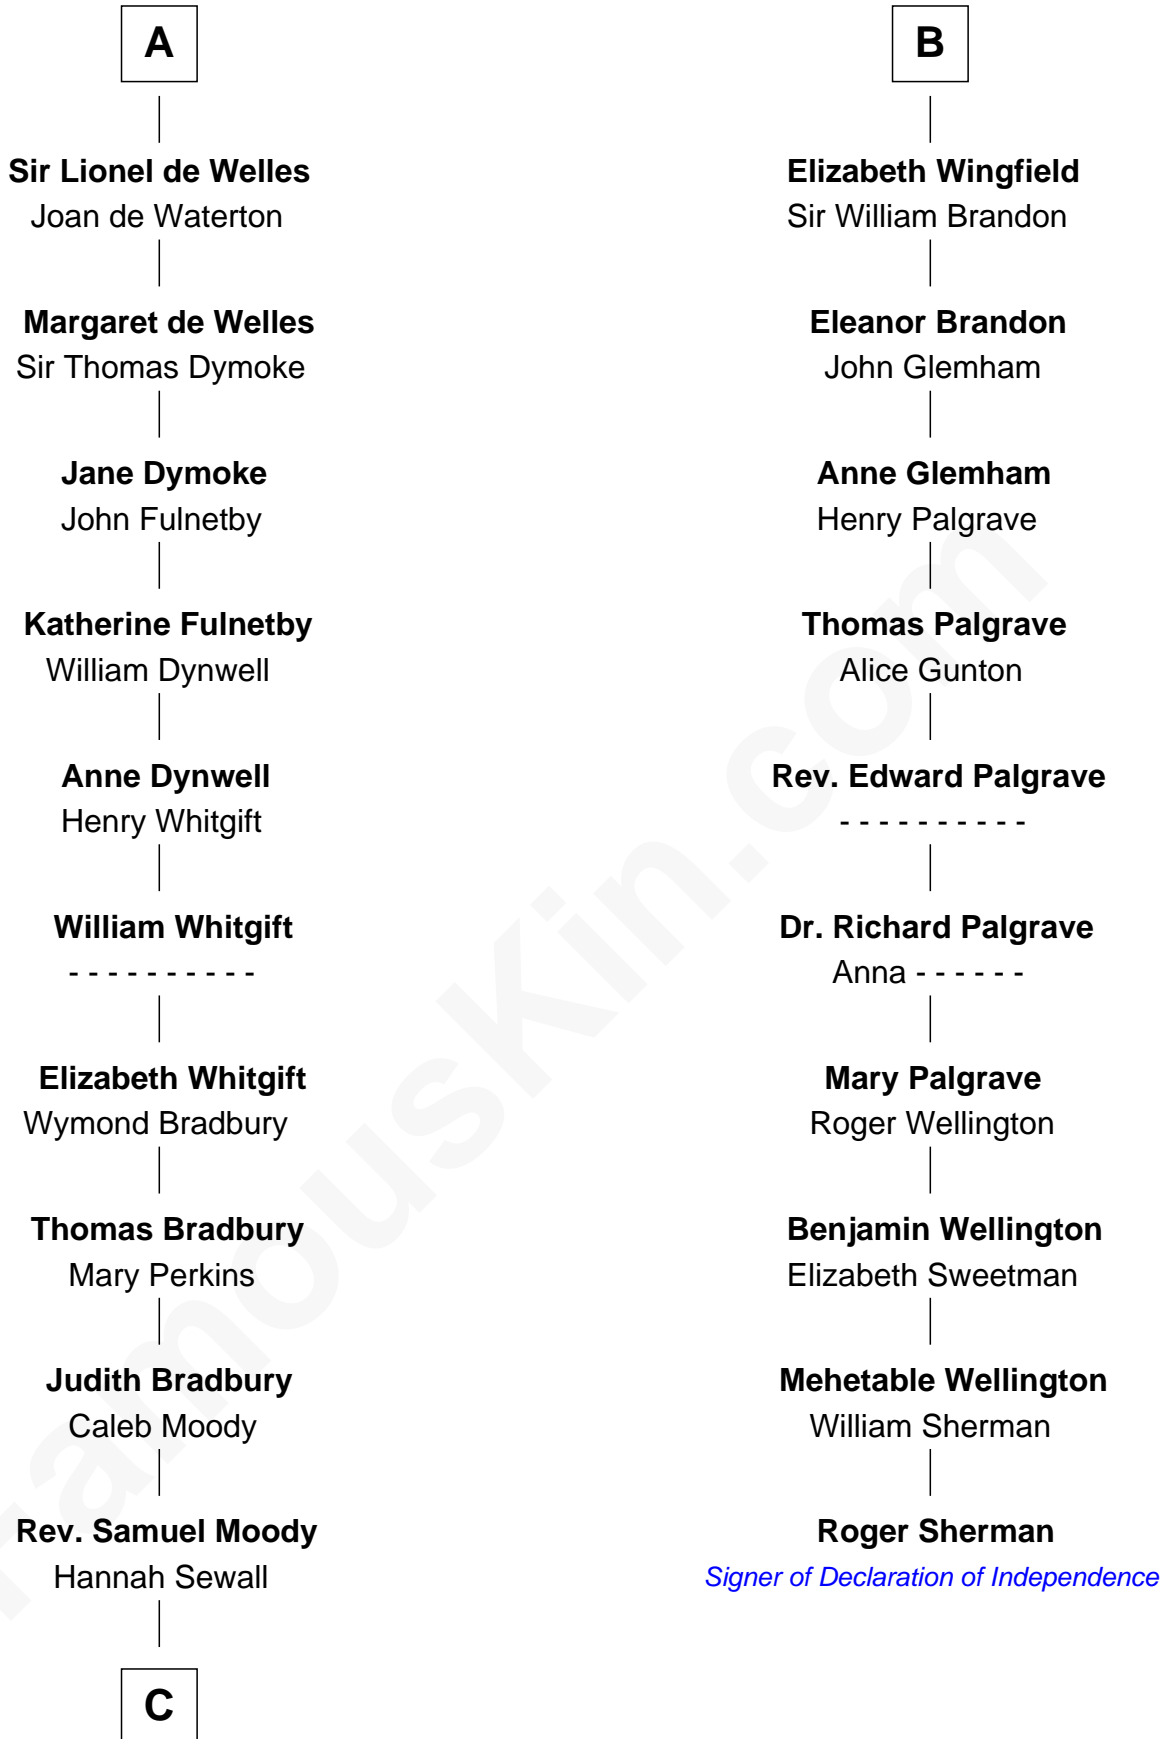 A
Sir Lionel de Welles
Joan de Waterton
Margaret de Welles
Sir Thomas Dymoke
Jane Dymoke
John Fulnetby
Katherine Fulnetby
William Dynwell
Anne Dynwell
Henry Whitgift
William Whitgift
- - - - - - - - - -
Elizabeth Whitgift
Wymond Bradbury
Thomas Bradbury
Mary Perkins
Judith Bradbury
Caleb Moody
Rev. Samuel Moody
Hannah Sewall
C
B
Elizabeth Wingfield
Sir William Brandon
Eleanor Brandon
John Glemham
Anne Glemham
Henry Palgrave
Thomas Palgrave
Alice Gunton
Rev. Edward Palgrave
- - - - - - - - - -
Dr. Richard Palgrave
Anna - - - - - -
Mary Palgrave
Roger Wellington
Benjamin Wellington
Elizabeth Sweetman
Mehetable Wellington
William Sherman
Roger Sherman
Signer of Declaration of Independence
FamousKin.com